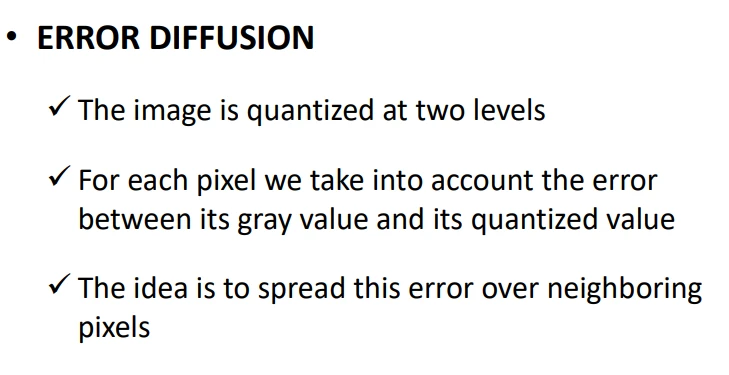 • ERROR DIFFUSION
✓ The image is quantized at two levels
✓ For each pixel we take into account the error
between its gray value and its quantized value
✓ The idea is to spread this error over neighboring
pixels